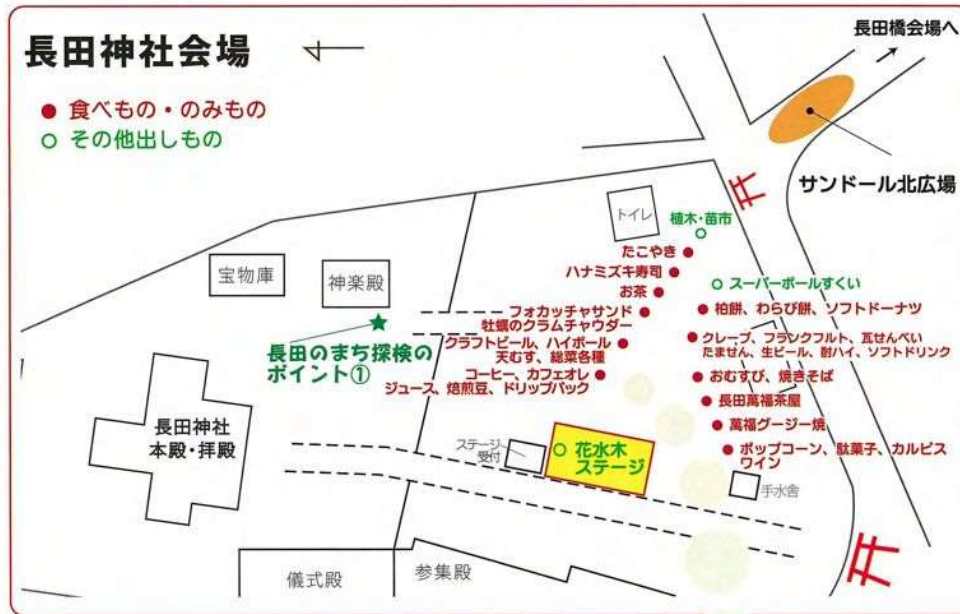 長田神社会場
● 食べもの・のみもの
○ その他出しもの
長田橋会場へ
サンドール北広場
トイレ
植木・苗市
たこやき
ハナミズキ寿司
お茶
フォカッチャサンド
牡蠣のクラムチャウダー
クラフトビール、ハイボール
天むす、総菜各種
コーヒー、カフェオレ
ジュース、焙煎豆、ドリップパック
スーパーボールすくい
柏餅、わらび餅、ソフトドーナツ
クレープ、フランクフルト、瓦せんべい
たません、生ビール、酎ハイ、ソフトドリンク
おむすび、焼きそば
長田萬福茶屋
萬福グージー焼
ポップコーン、駄菓子、カルピス
ワイン
宝物庫
神楽殿
長田のまち探検の
ポイント①
長田神社
本殿・拝殿
ステージ
受付
花水木
ステージ
手水舎
儀式殿
参集殿